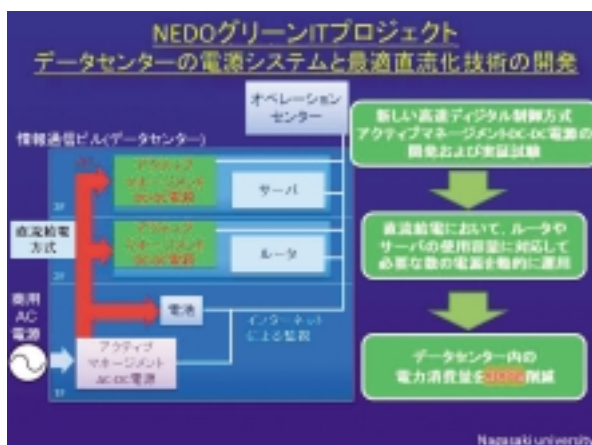 NEDOグリーンITプロジェクト
データセンターの電源システムと最適直流化技術の開発
オペレーション
センター
情報通信ビル(データセンター)
アクティブ
マネージメント
DC-DC電源
サーバ
3F
アクティブ
マネージメント
DC-DC電源
ルータ
2F
直流給電
方式
商用
AC
電源
電池
インターネット
による監視
アクティブ
マネージメント
AC-DC電源
1F
新しい高速ディジタル制御方式
アクティブマネージメントDC-DC電源の
開発および実証試験
直流給電において、ルータや
サーバの使用容量に対応して
必要な数の電源を動的に運用
データセンター内の
電力消費量を
削減
Nagasaki university